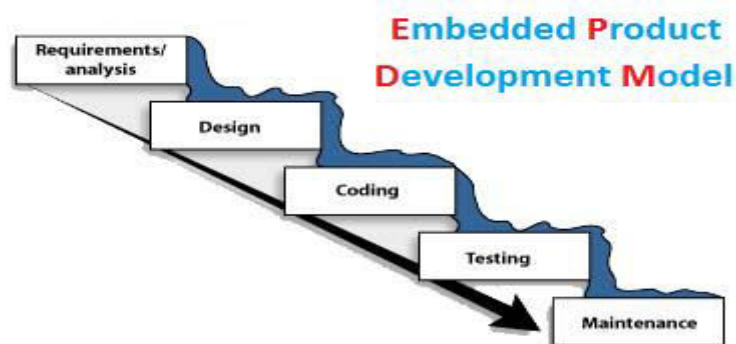 Embedded Product
Development Model
Requirements/
analysis
Design
Coding
Testing
Maintenance